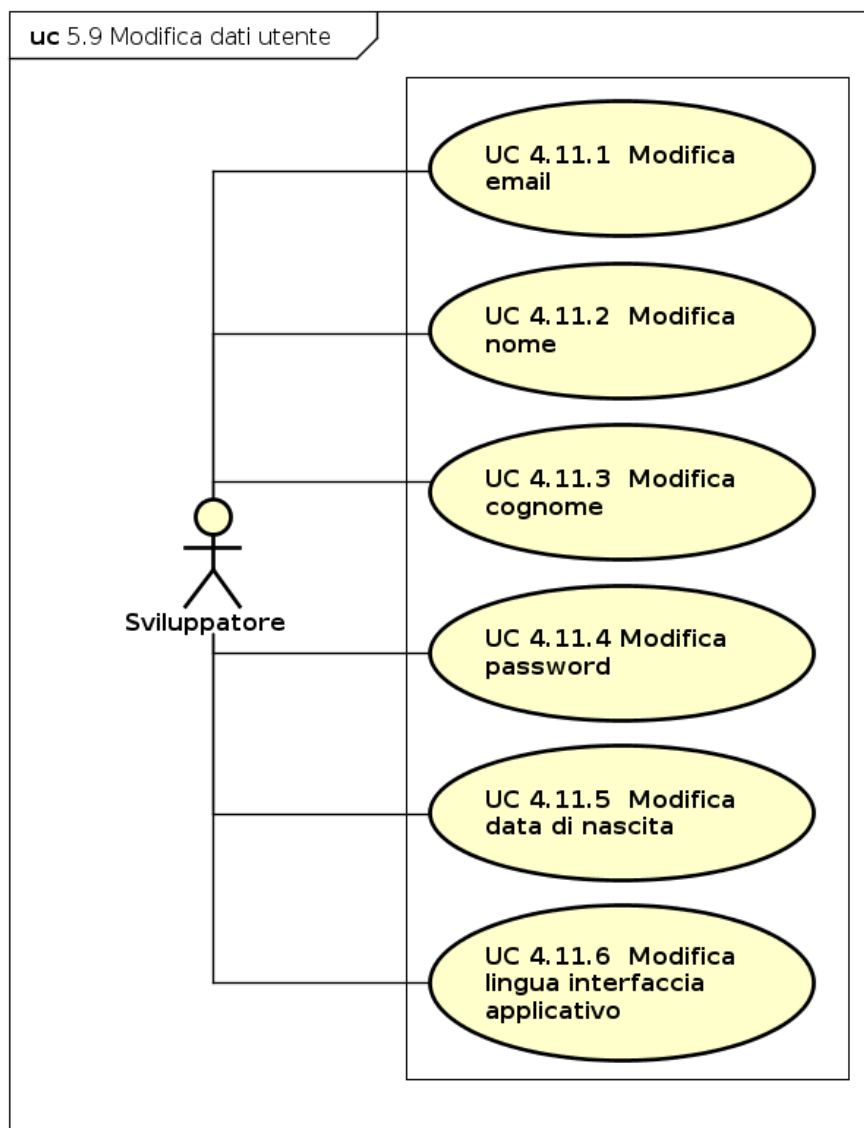 uc 5.9 Modifica dati utente
UC 4.11.1 Modifica
email
UC 4.11.2 Modifica
nome
UC 4.11.3 Modifica
cognome
Sviluppatore
UC 4.11.4 Modifica
password
UC 4.11.5 Modifica
data di nascita
UC 4.11.6 Modifica
lingua interfaccia
applicativo